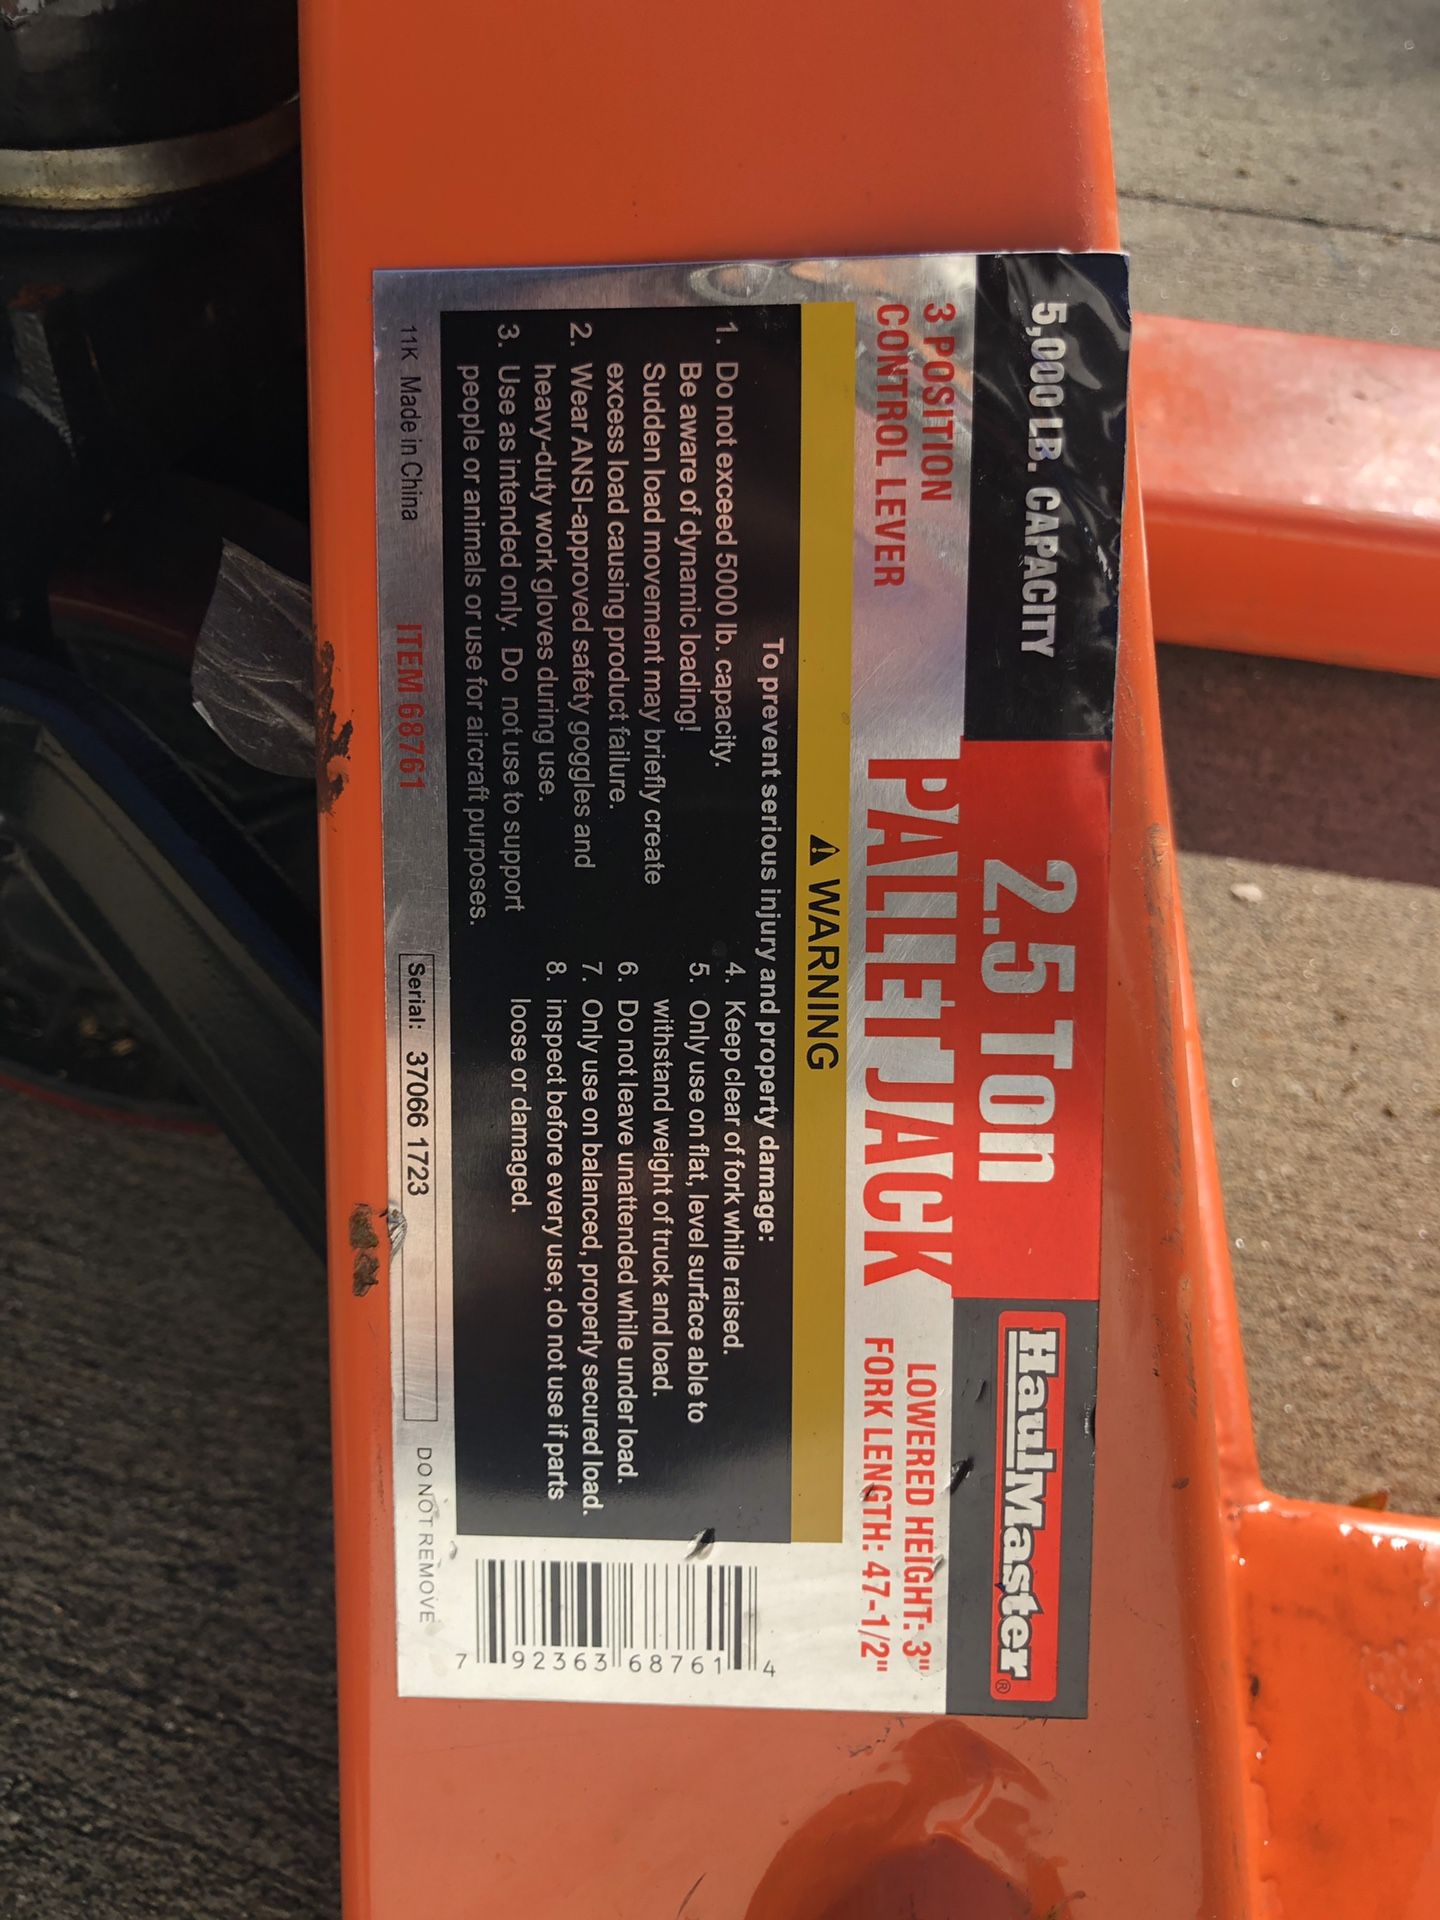 5,000 LB. CAPACITY
2.5 Ton
HaulMaster®
3 POSITION
CONTROL LEVER
PALLET JACK
LOWERED HEIGHT: 3"
FORK LENGTH: 47-1/2"
⚠ WARNING
To prevent serious injury and property damage:
1. Do not exceed 5000 lb. capacity.
Be aware of dynamic loading!
Sudden load movement may briefly create
excess load causing product failure.
2. Wear ANSI-approved safety goggles and
heavy-duty work gloves during use.
3. Use as intended only. Do not use to support
people or animals or use for aircraft purposes.
4. Keep clear of fork while raised.
5. Only use on flat, level surface able to
withstand weight of truck and load.
6. Do not leave unattended while under load.
7. Only use on balanced, properly secured load.
8. inspect before every use; do not use if parts
loose or damaged.
7 92363 68761 4
11K Made in China
ITEM 68761
Serial: 37066 1723
DO NOT REMOVE